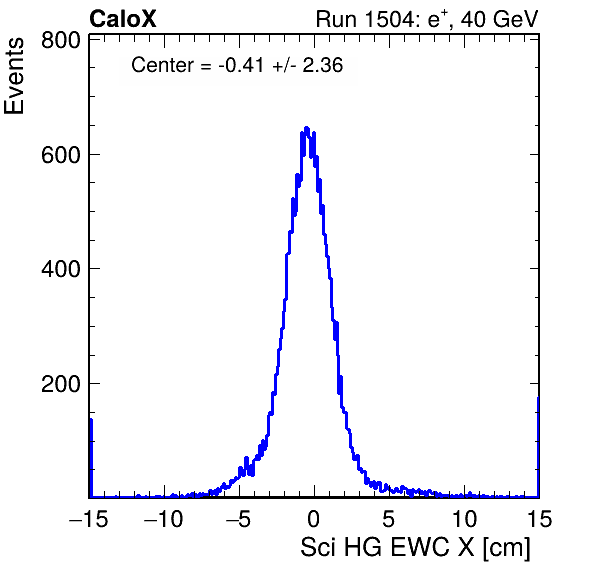 CaloX Run 1504: e⁺, 40 GeV
Center = -0.41 +/- 2.36
Events
800
600
400
200
−15 −10 −5 0 5 10 15
Sci HG EWC X [cm]